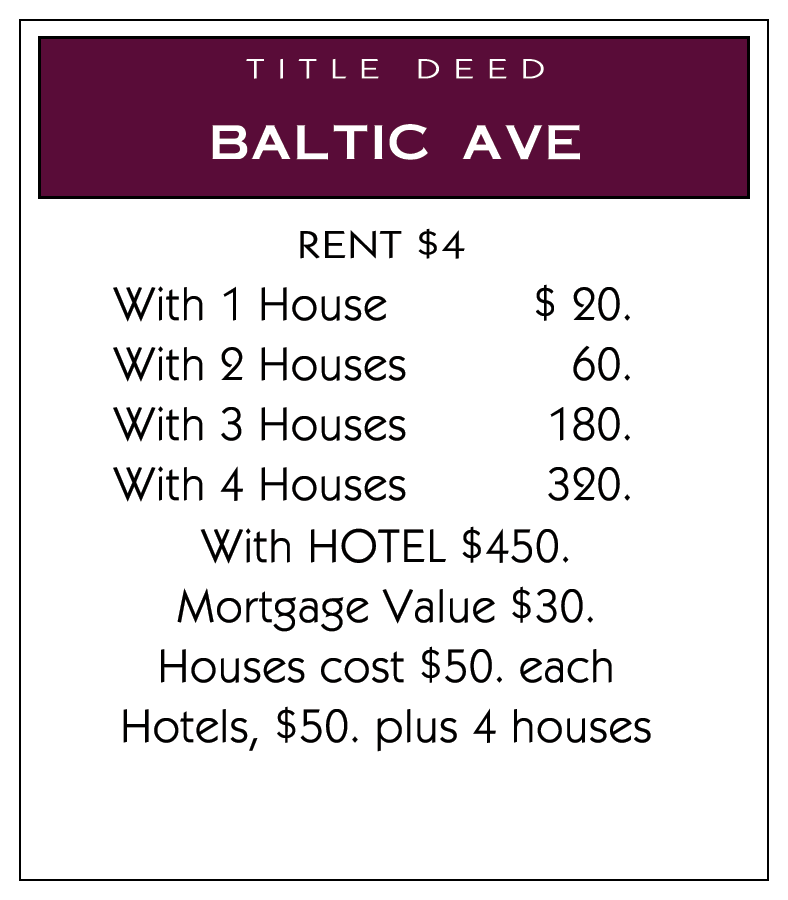 TITLE DEED
BALTIC AVE
RENT $4
With 1 House $ 20.
With 2 Houses 60.
With 3 Houses 180.
With 4 Houses 320.
With HOTEL $450.
Mortgage Value $30.
Houses cost $50. each
Hotels, $50. plus 4 houses